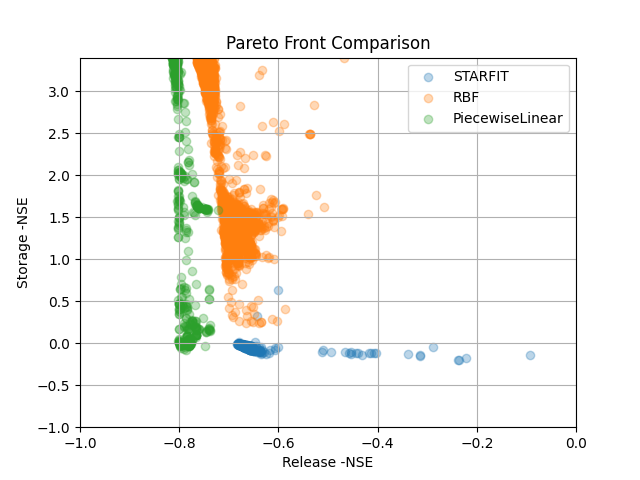 Pareto Front Comparison
STARFIT
RBF
PiecewiseLinear
Storage -NSE
3.0
2.5
2.0
1.5
1.0
0.5
0.0
−0.5
−1.0
−1.0 −0.8 −0.6 −0.4 −0.2 0.0
Release -NSE